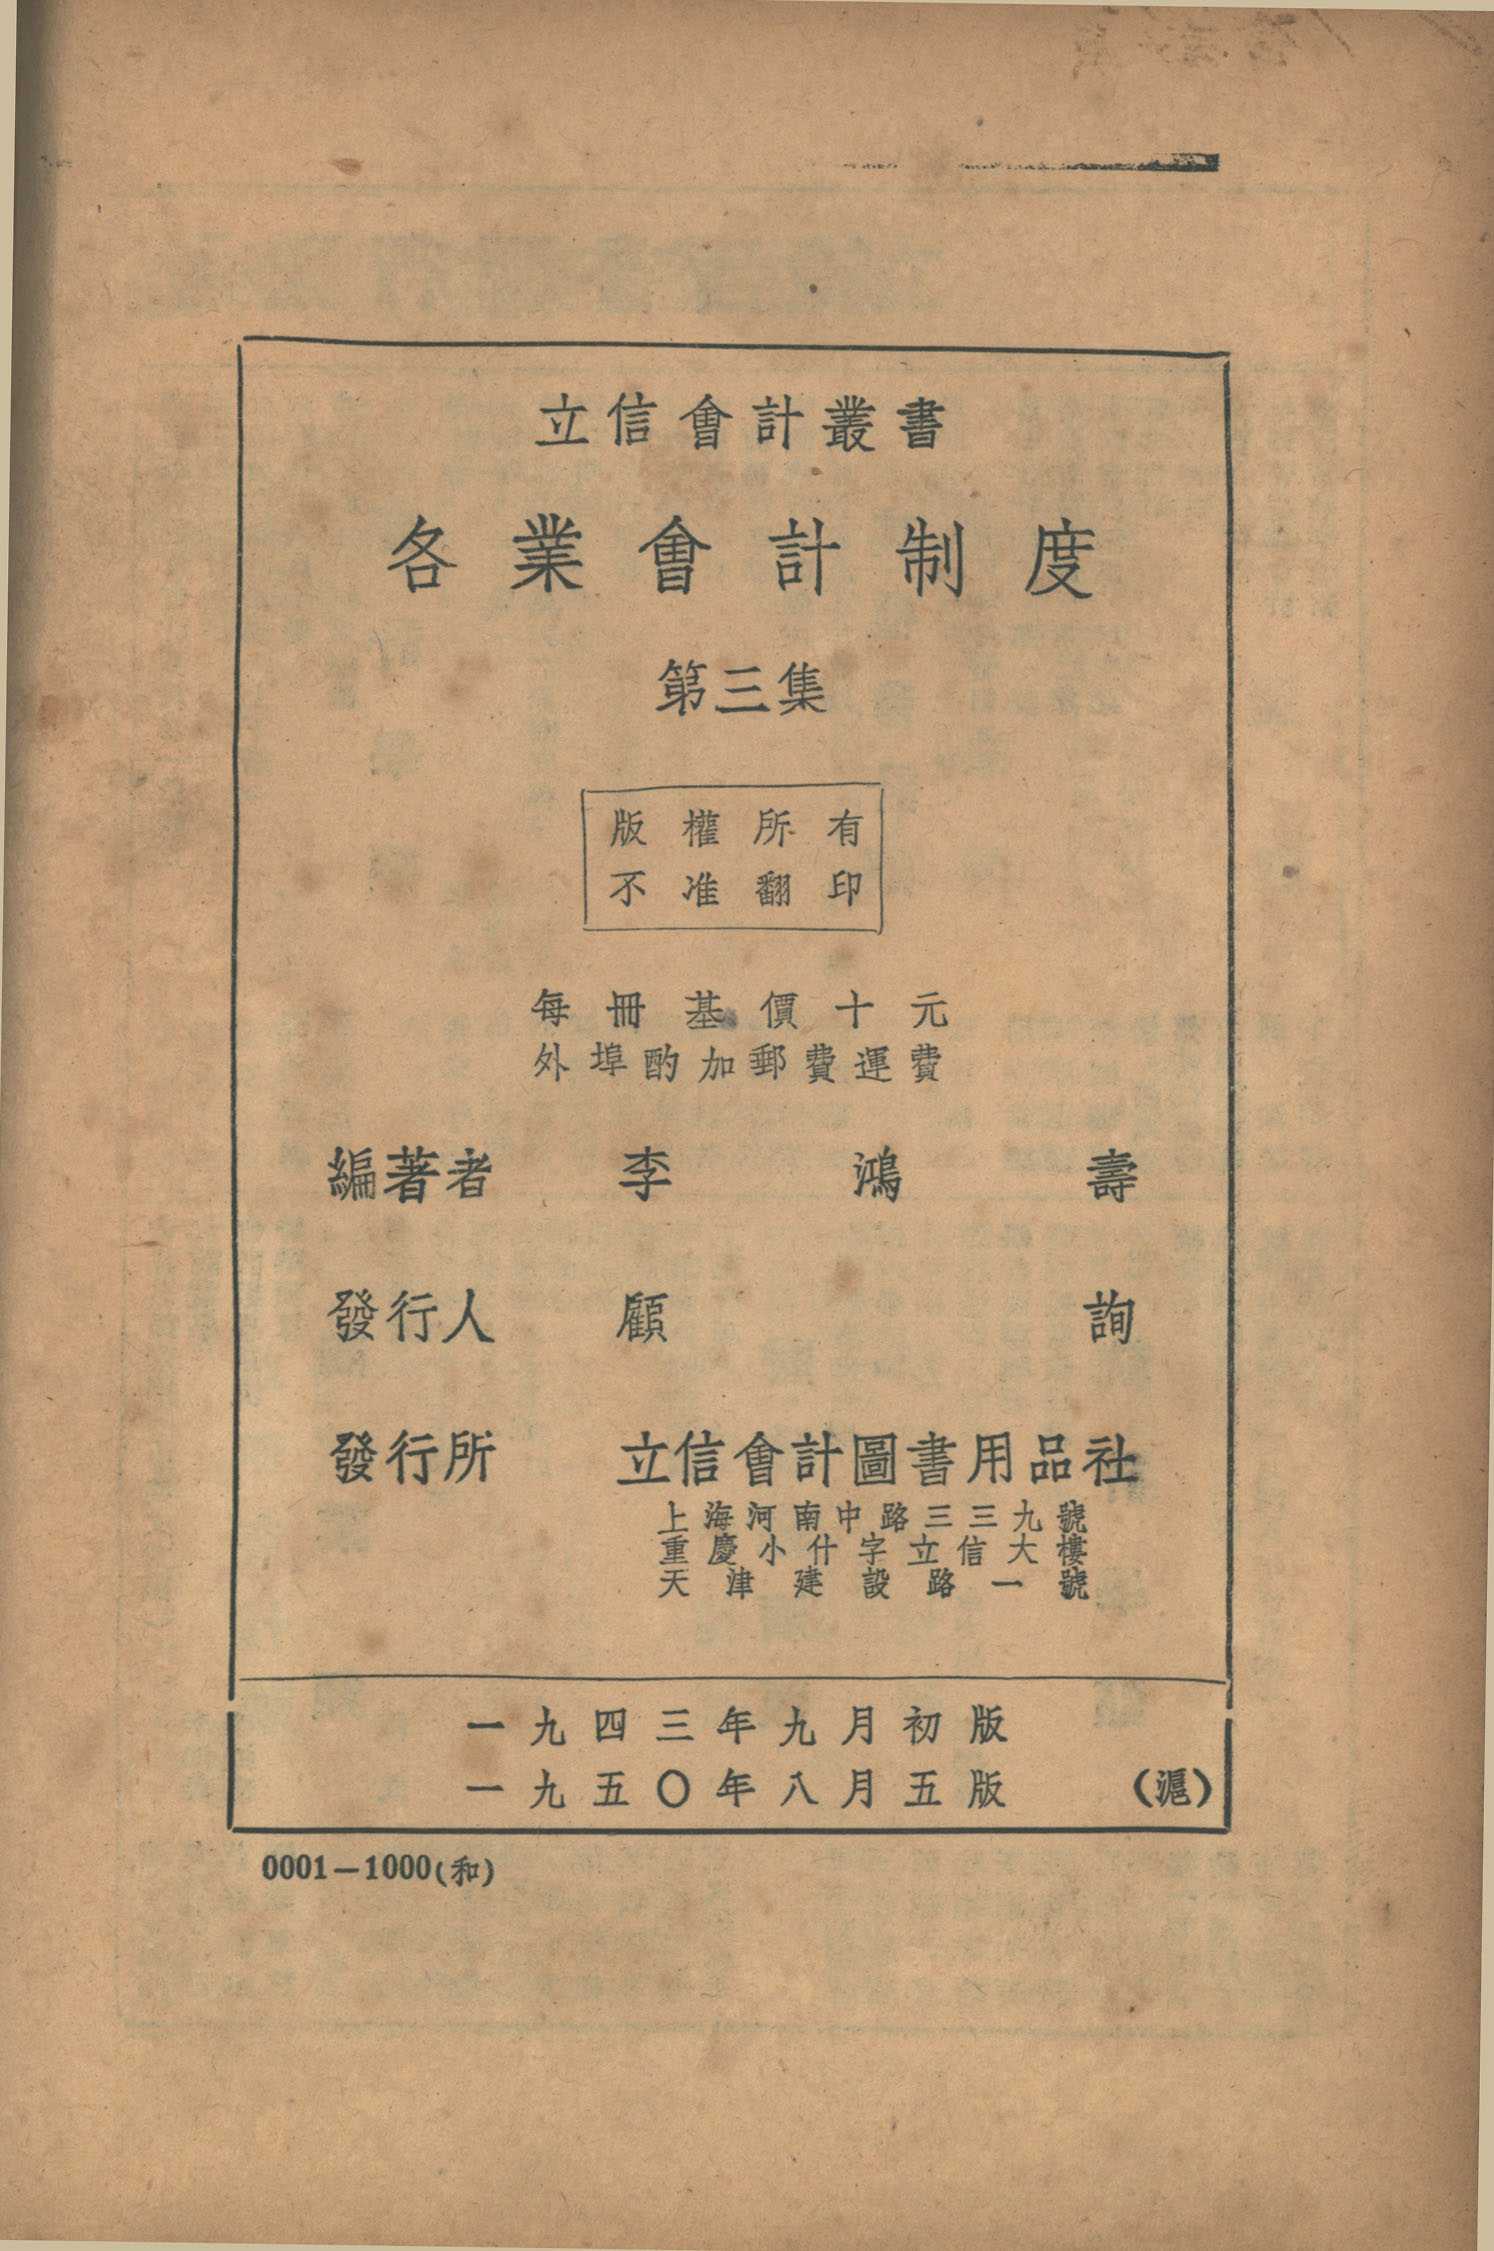 立信會計叢書
各業會計制度
第三集
版權所有
不准翻印
每冊基價十元
外埠酌加郵費運費
編著者 李鴻壽
發行人 顧詢
發行所 立信會計圖書用品社
上海河南中路三三九號
重慶小什字立信大樓
天津建設路一號
一九四三年九月初版
一九五〇年八月五版 (滬)
0001－1000(和)